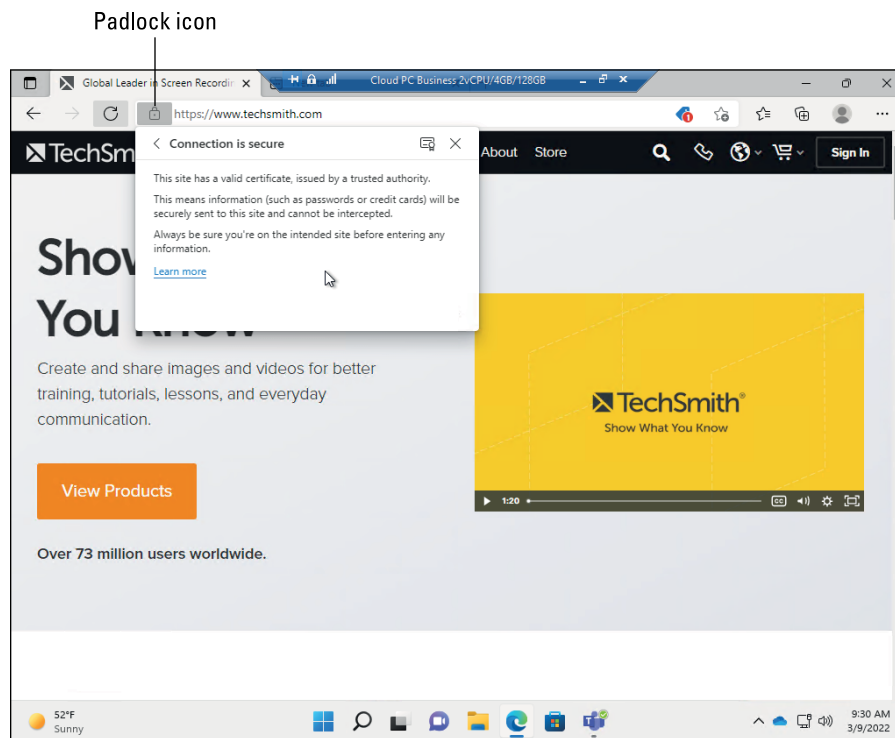 Padlock icon
Global Leader in Screen Recordin
Cloud PC Business 2vCPU/4GB/128GB
https://www.techsmith.com
TechSm
Connection is secure
About Store
Sign In
This site has a valid certificate, issued by a trusted authority.
This means information (such as passwords or credit cards) will be
securely sent to this site and cannot be intercepted.
Always be sure you're on the intended site before entering any
information.
Learn more
Show
You Know
Create and share images and videos for better
training, tutorials, lessons, and everyday
communication.
TechSmith®
Show What You Know
View Products
1:20
CC
Over 73 million users worldwide.
52°F
Sunny
9:30 AM
3/9/2022